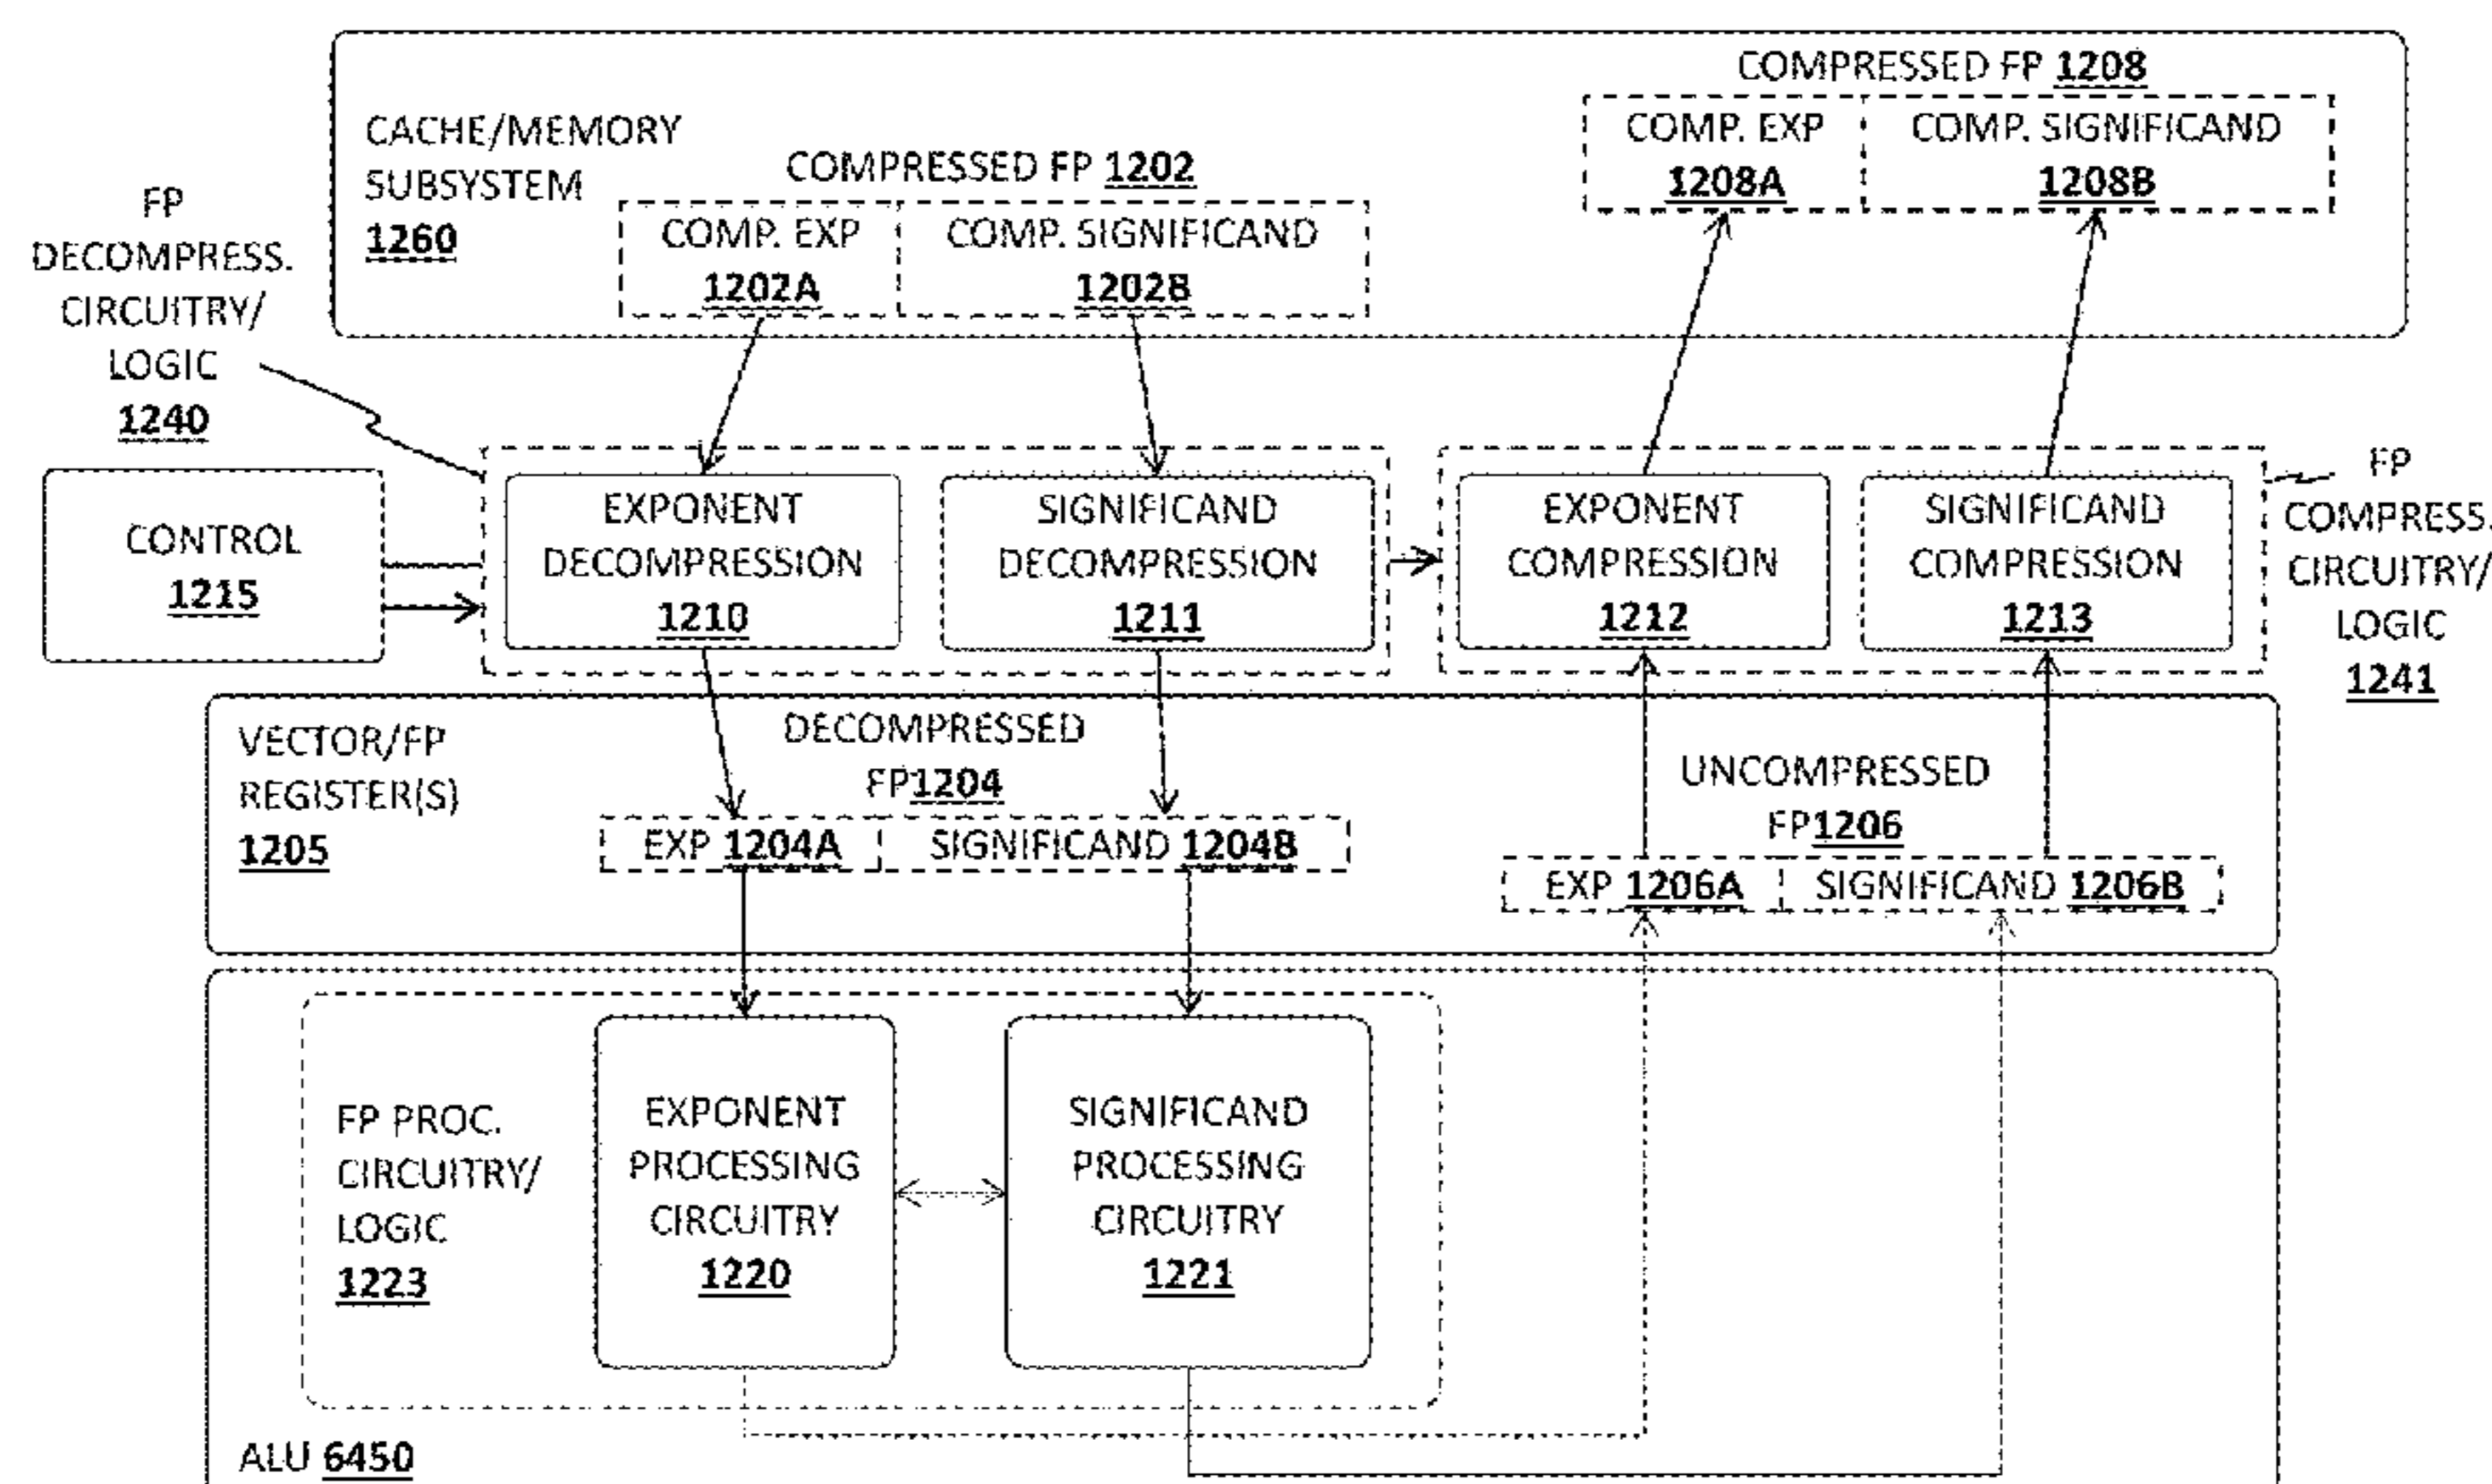 COMPRESSED FP 1208
COMP. EXP
1208A
COMP. SIGNIFICAND
1208B
CACHE/MEMORY
SUBSYSTEM
1260
COMPRESSED FP 1202
COMP. EXP
1202A
COMP. SIGNIFICAND
1202B
FP
DECOMPRESS.
CIRCUITRY/
LOGIC
1240
CONTROL
1215
EXPONENT
DECOMPRESSION
1210
SIGNIFICAND
DECOMPRESSION
1211
EXPONENT
COMPRESSION
1212
SIGNIFICAND
COMPRESSION
1213
FP
COMPRESS.
CIRCUITRY/
LOGIC
1241
VECTOR/FP
REGISTER(S)
1205
DECOMPRESSED
FP1204
EXP 1204A
SIGNIFICAND 1204B
UNCOMPRESSED
FP1206
EXP 1206A
SIGNIFICAND 1206B
FP PROC.
CIRCUITRY/
LOGIC
1223
EXPONENT
PROCESSING
CIRCUITRY
1220
SIGNIFICAND
PROCESSING
CIRCUITRY
1221
ALU 6450